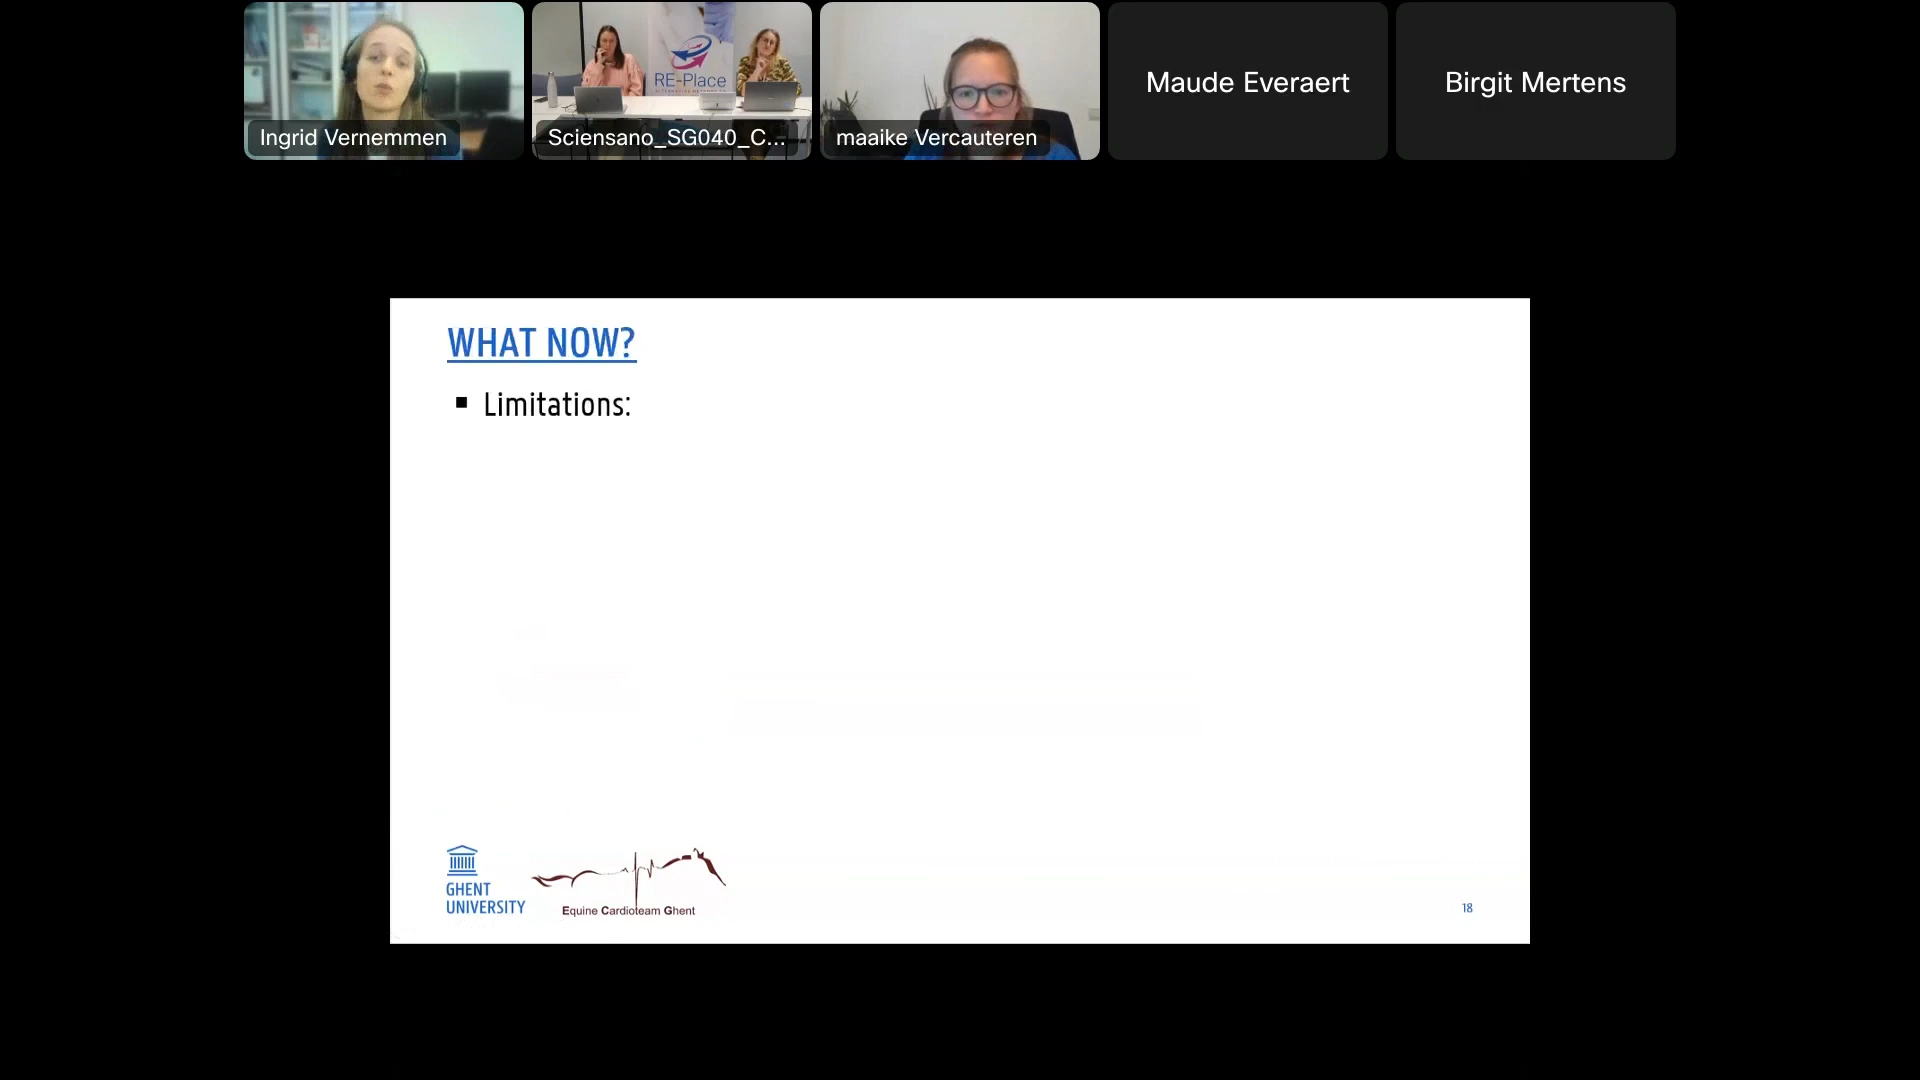 Ingrid Vernemmen
RE-Place
Sciensano_SG040_C...
maaike Vercauteren
Maude Everaert
Birgit Mertens
WHAT NOW?
▪ Limitations:
GHENT
UNIVERSITY
Equine Cardioteam Ghent
18